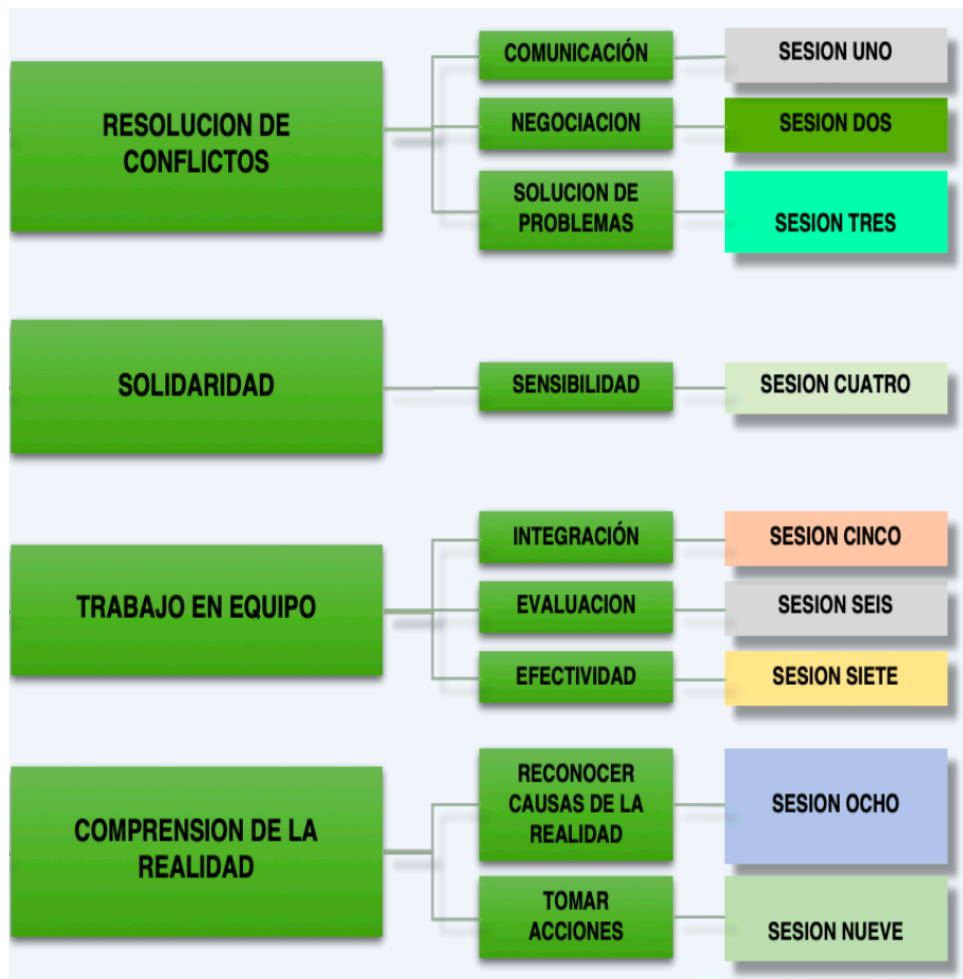 RESOLUCION DE
CONFLICTOS
COMUNICACIÓN
SESION UNO
NEGOCIACION
SESION DOS
SOLUCION DE
PROBLEMAS
SESION TRES
SOLIDARIDAD
SENSIBILIDAD
SESION CUATRO
TRABAJO EN EQUIPO
INTEGRACIÓN
SESION CINCO
EVALUACION
SESION SEIS
EFECTIVIDAD
SESION SIETE
COMPRENSION DE LA
REALIDAD
RECONOCER
CAUSAS DE LA
REALIDAD
SESION OCHO
TOMAR
ACCIONES
SESION NUEVE